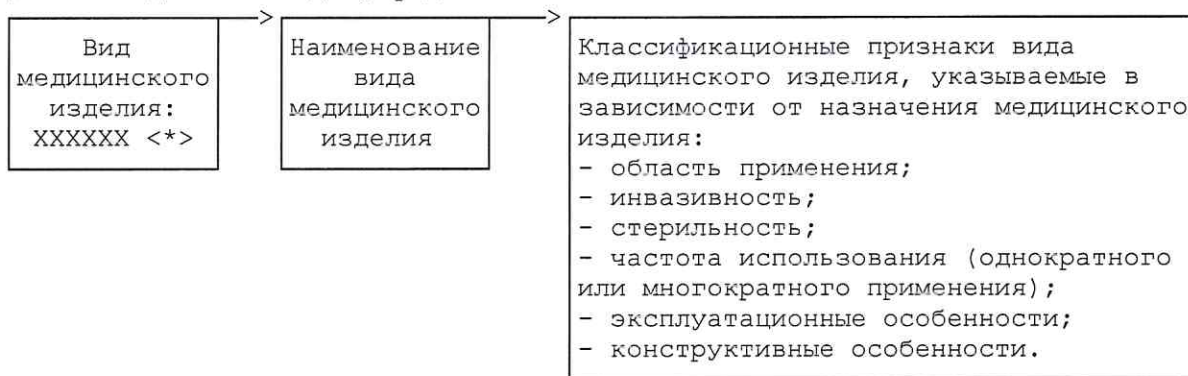 Вид
медицинского
изделия:
XXXXXX <*>
Наименование
вида
медицинского
изделия
Классификационные признаки вида
медицинского изделия, указываемые в
зависимости от назначения медицинского
изделия:
- область применения;
- инвазивность;
- стерильность;
- частота использования (однократного
или многократного применения);
- эксплуатационные особенности;
- конструктивные особенности.